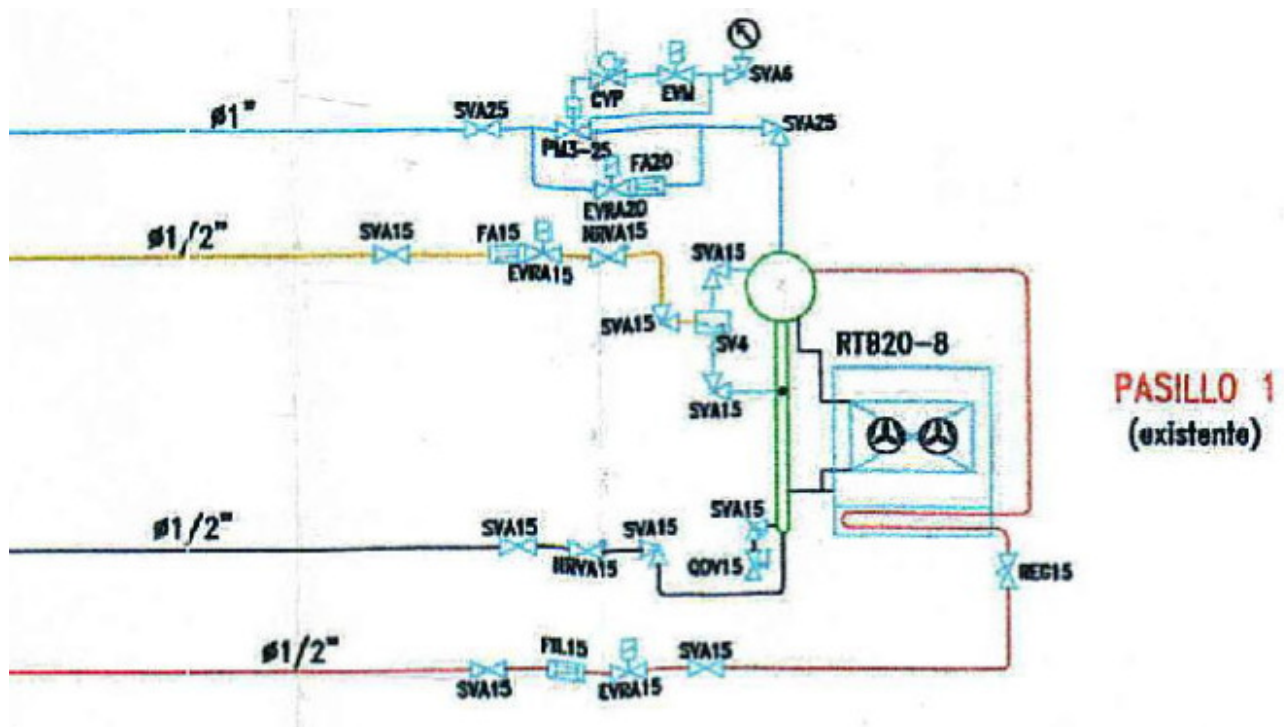 SVA6
CVP
EVM
ø1"
SVA25
SVA25
PM3-25
FA20
EVRA20
ø1/2"
SVA15
FA15
NRVA15
EVRA15
SVA15
SVA15
SV4
RTB20-8
PASILLO 1
(existente)
SVA15
ø1/2"
SVA15
SVA15
SVA15
NRVA15
QDV15
REG15
ø1/2"
FIL15
SVA15
SVA15
EVRA15